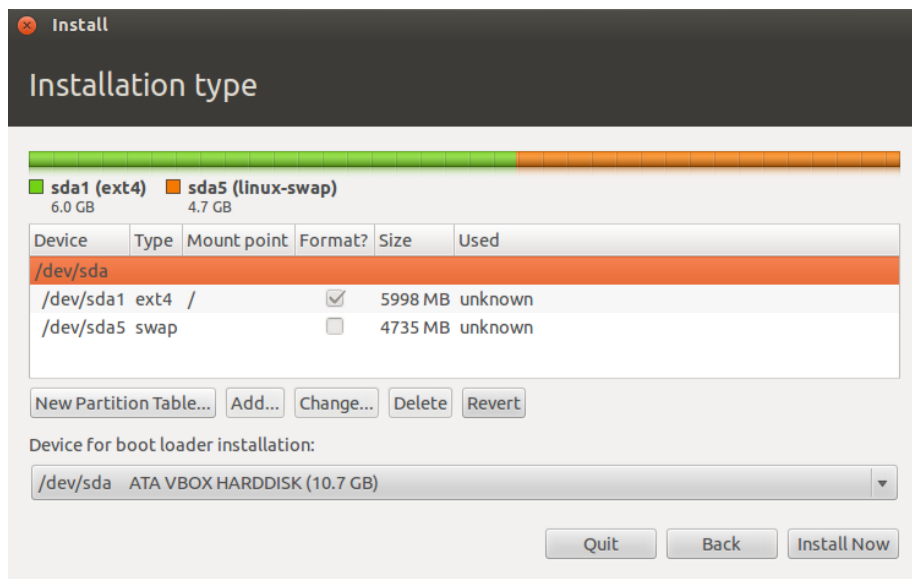 Install
Installation type
sda1 (ext4) sda5 (linux-swap)
6.0 GB 4.7 GB
Device Type Mount point Format? Size Used
/dev/sda
/dev/sda1 ext4 / 5998 MB unknown
/dev/sda5 swap 4735 MB unknown
New Partition Table... Add... Change... Delete Revert
Device for boot loader installation:
/dev/sda ATA VBOX HARDDISK (10.7 GB)
Quit Back Install Now